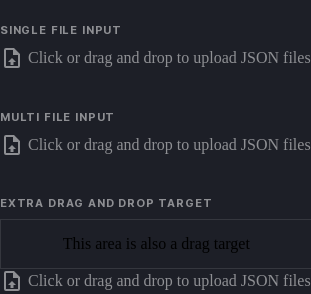 SINGLE FILE INPUT
Click or drag and drop to upload JSON files
MULTI FILE INPUT
Click or drag and drop to upload JSON files
EXTRA DRAG AND DROP TARGET
This area is also a drag target
Click or drag and drop to upload JSON files